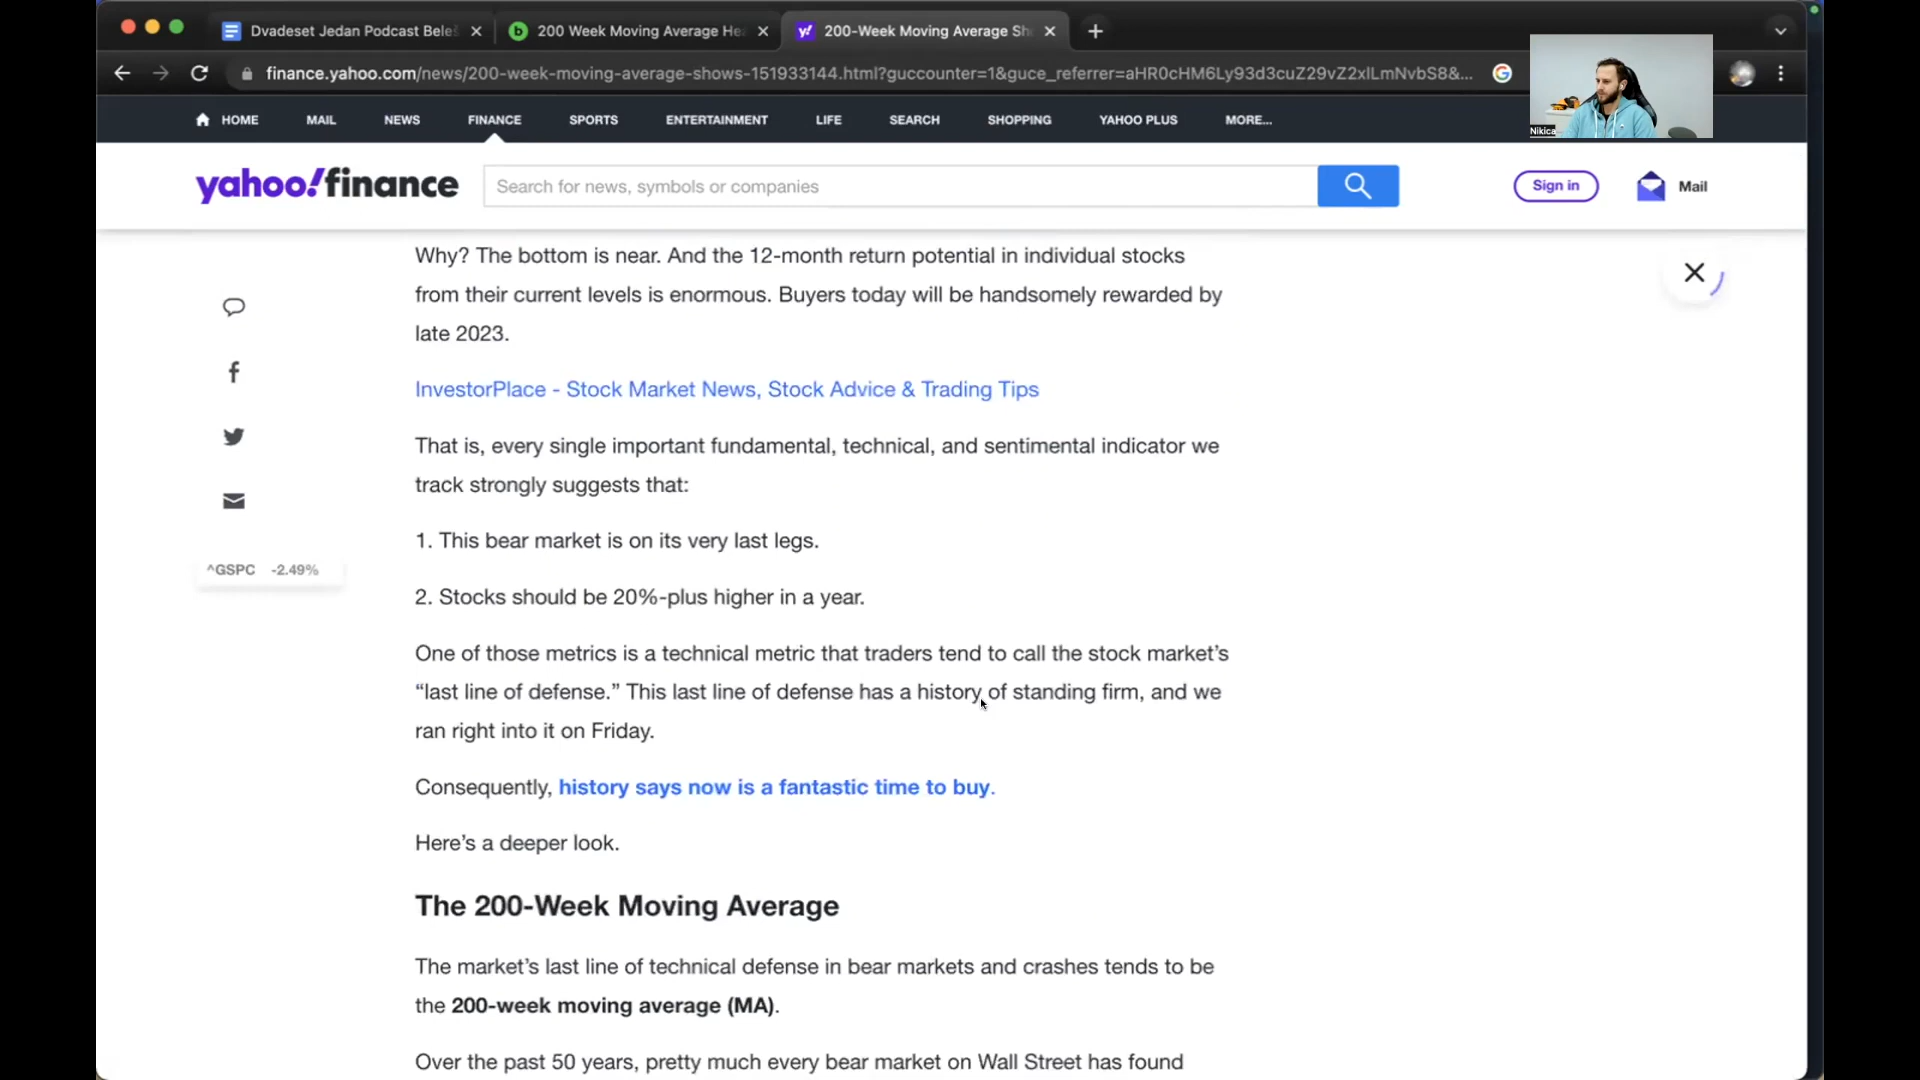 Dvadeset Jedan Podcast Beleš
200 Week Moving Average He
200-Week Moving Average Sh
finance.yahoo.com/news/200-week-moving-average-shows-151933144.html?guccounter=1&guce_referrer=aHR0cHM6Ly93d3cuZ29vZ2xlLmNvbS8&...
Nikica
HOME MAIL NEWS FINANCE SPORTS ENTERTAINMENT LIFE SEARCH SHOPPING YAHOO PLUS MORE...
yahoo!finance
Search for news, symbols or companies
Sign in
Mail
Why? The bottom is near. And the 12-month return potential in individual stocks
from their current levels is enormous. Buyers today will be handsomely rewarded by
late 2023.
InvestorPlace - Stock Market News, Stock Advice & Trading Tips
That is, every single important fundamental, technical, and sentimental indicator we
track strongly suggests that:
1. This bear market is on its very last legs.
^GSPC -2.49%
2. Stocks should be 20%-plus higher in a year.
One of those metrics is a technical metric that traders tend to call the stock market's
“last line of defense.” This last line of defense has a history of standing firm, and we
ran right into it on Friday.
Consequently, history says now is a fantastic time to buy.
Here's a deeper look.
The 200-Week Moving Average
The market's last line of technical defense in bear markets and crashes tends to be
the 200-week moving average (MA).
Over the past 50 years, pretty much every bear market on Wall Street has found